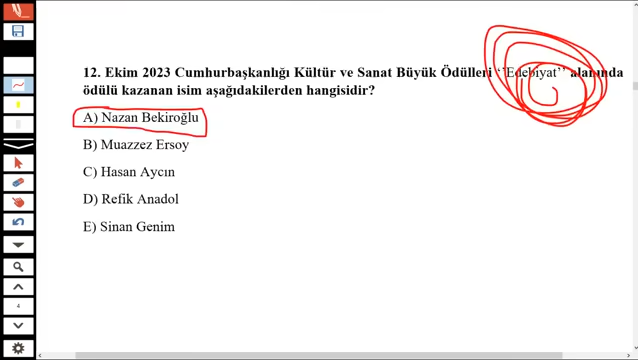 12. Ekim 2023 Cumhurbaşkanlığı Kültür ve Sanat Büyük Ödülleri ‘‘Edebiyat’’ alanında
ödülü kazanan isim aşağıdakilerden hangisidir?
A) Nazan Bekiroğlu
B) Muazzez Ersoy
C) Hasan Aycın
D) Refik Anadol
E) Sinan Genim
4